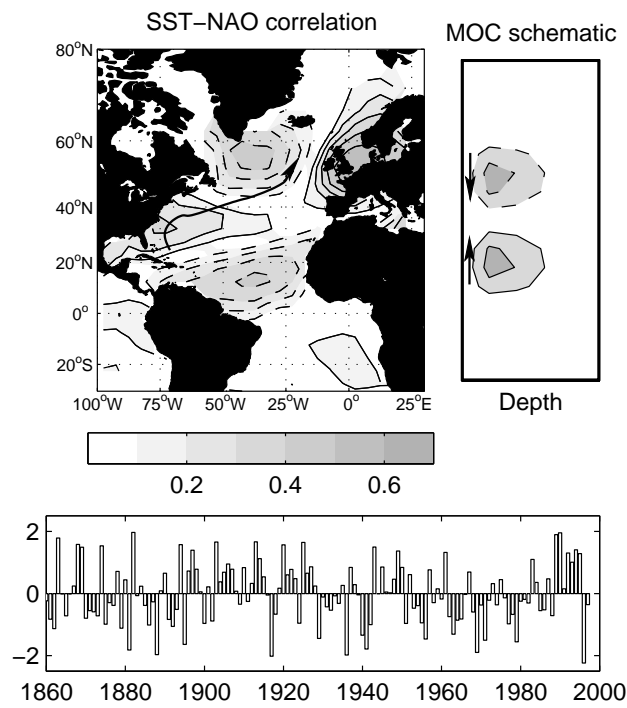 SST−NAO correlation
MOC schematic
80°N
60°N
40°N
20°N
0°
20°S
100°W 75°W 50°W 25°W 0° 25°E
Depth
0.2 0.4 0.6
2
0
−2
1860 1880 1900 1920 1940 1960 1980 2000